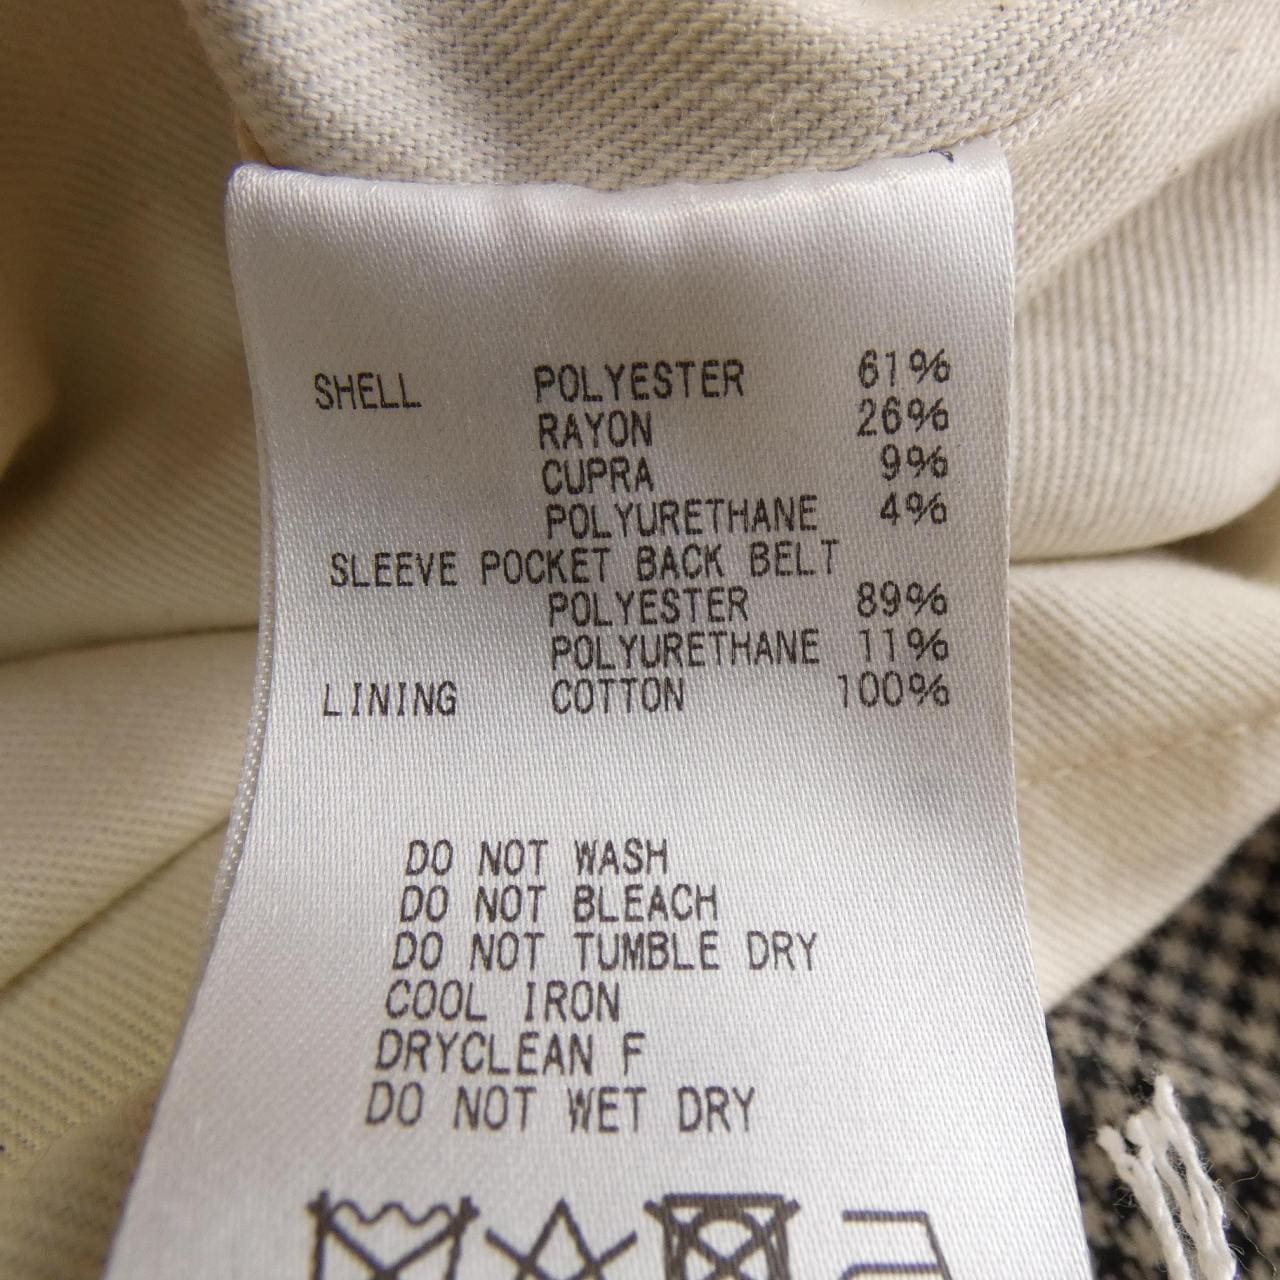 SHELL POLYESTER 61%
RAYON 26%
CUPRA 9%
POLYURETHANE 4%
SLEEVE POCKET BACK BELT
POLYESTER 89%
POLYURETHANE 11%
LINING COTTON 100%
DO NOT WASH
DO NOT BLEACH
DO NOT TUMBLE DRY
COOL IRON
DRYCLEAN F
DO NOT WET DRY